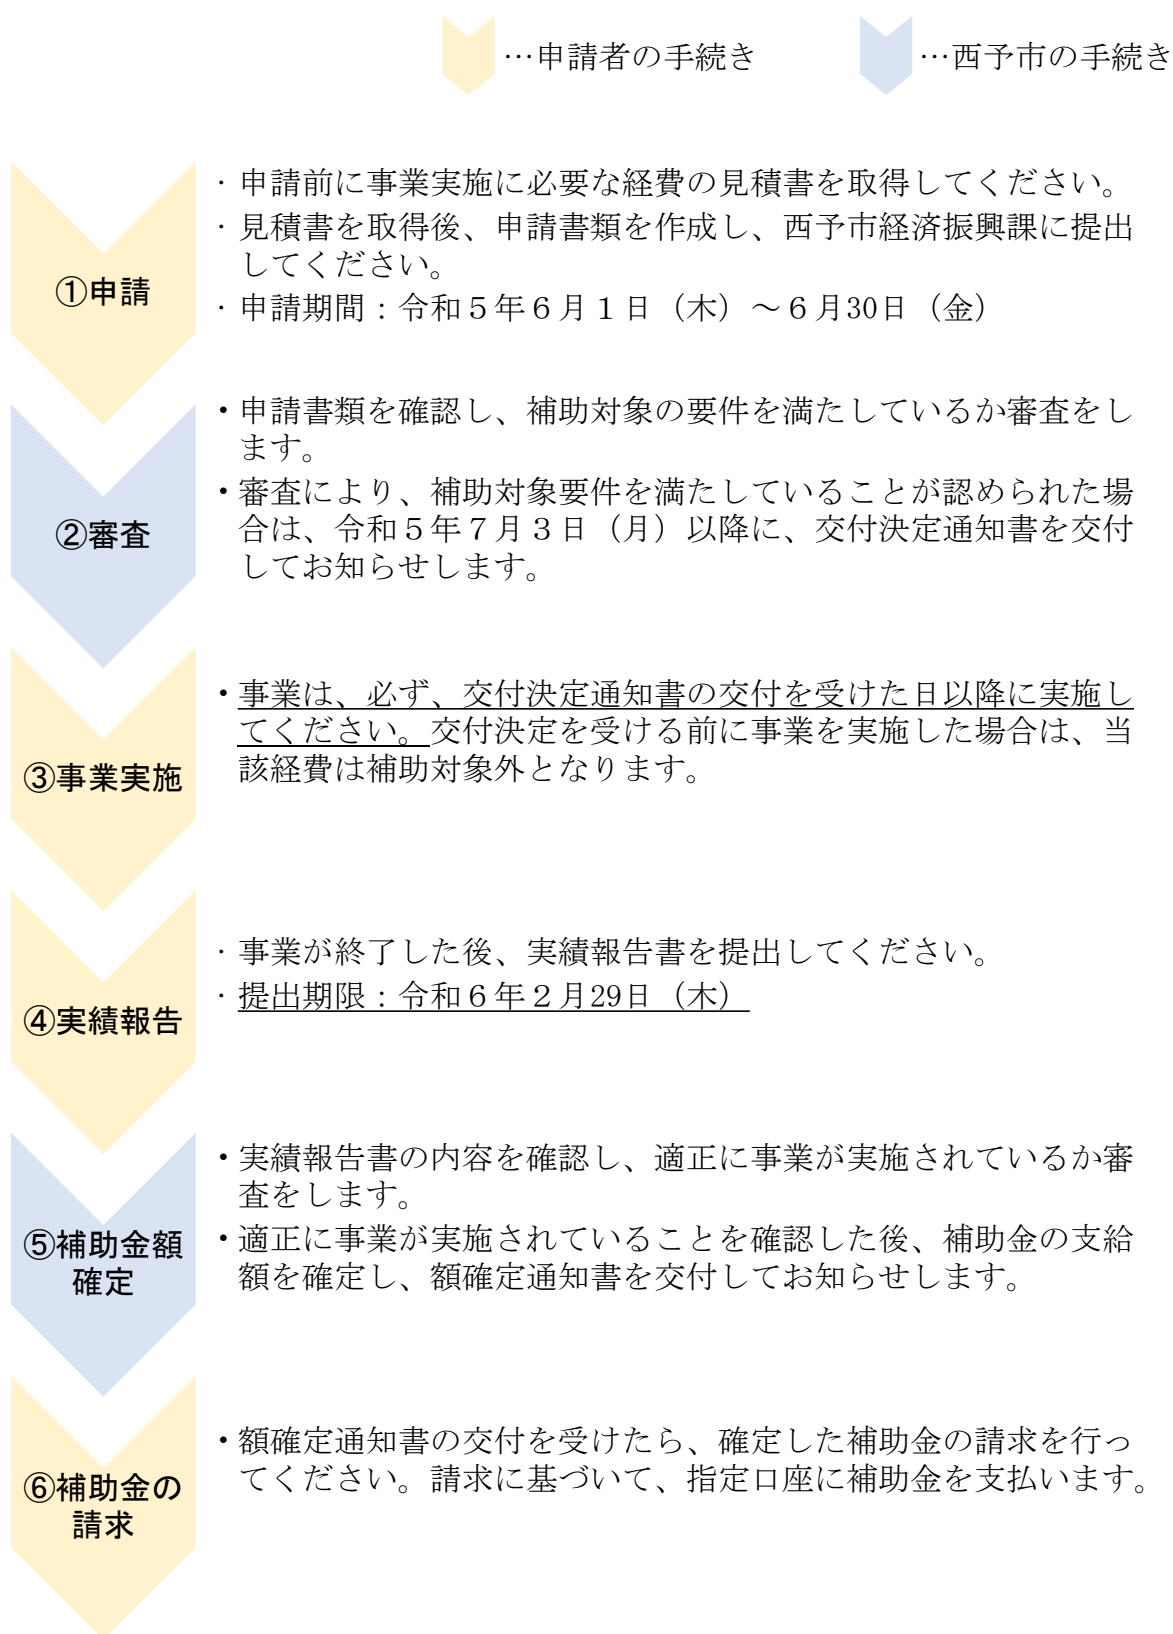 …申請者の手続き
…西予市の手続き
①申請
・申請前に事業実施に必要な経費の見積書を取得してください。
・見積書を取得後、申請書類を作成し、西予市経済振興課に提出
してください。
・申請期間：令和５年６月１日（木）～６月30日（金）
②審査
・申請書類を確認し、補助対象の要件を満たしているか審査をし
ます。
・審査により、補助対象要件を満たしていることが認められた場
合は、令和５年７月３日（月）以降に、交付決定通知書を交付
してお知らせします。
③事業実施
・事業は、必ず、交付決定通知書の交付を受けた日以降に実施し
てください。交付決定を受ける前に事業を実施した場合は、当
該経費は補助対象外となります。
④実績報告
・事業が終了した後、実績報告書を提出してください。
・提出期限：令和６年２月29日（木）
⑤補助金額
確定
・実績報告書の内容を確認し、適正に事業が実施されているか審
査をします。
・適正に事業が実施されていることを確認した後、補助金の支給
額を確定し、額確定通知書を交付してお知らせします。
⑥補助金の
請求
・額確定通知書の交付を受けたら、確定した補助金の請求を行っ
てください。請求に基づいて、指定口座に補助金を支払います。